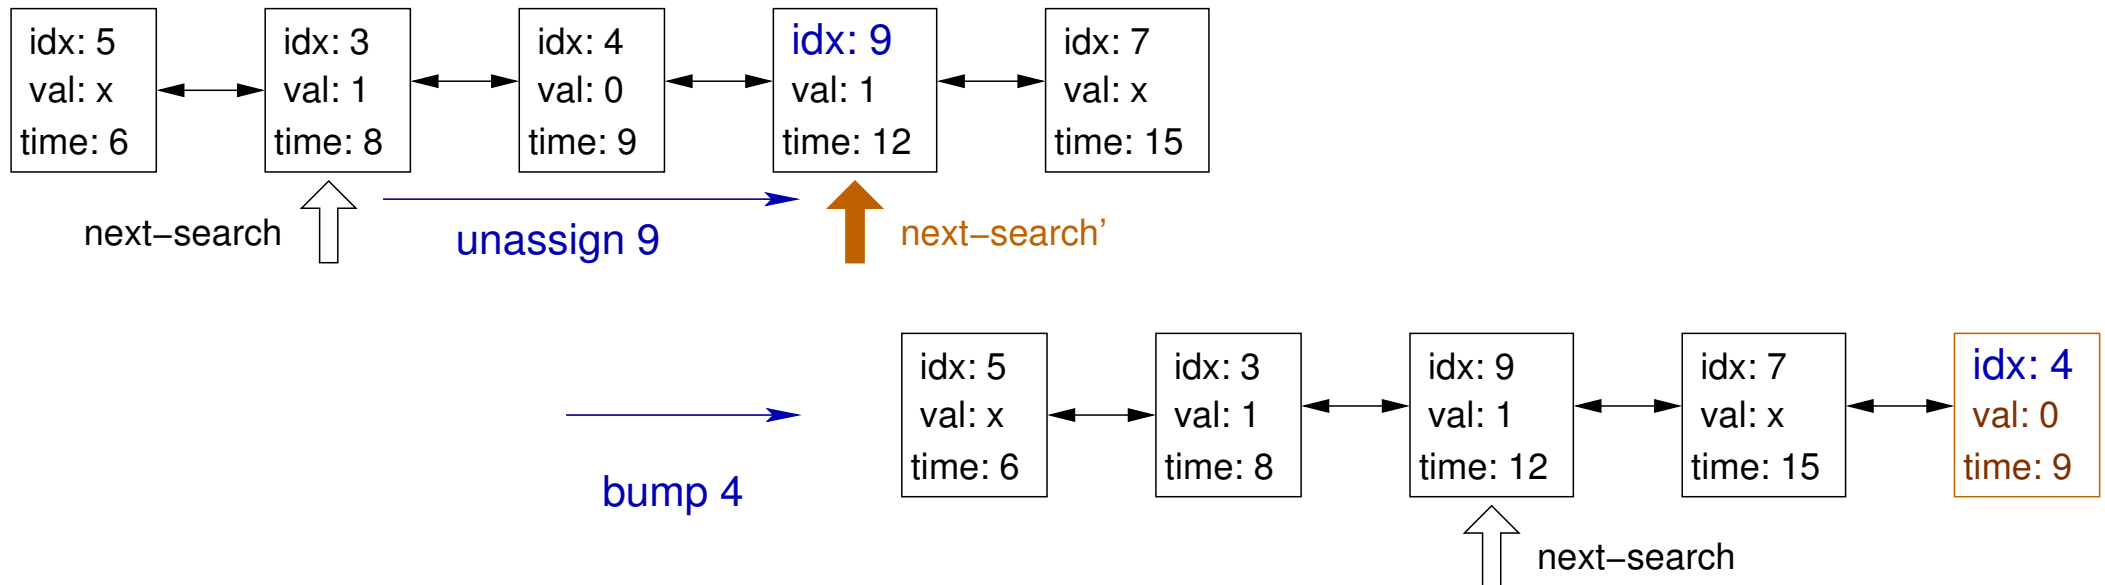 idx: 5
val: x
time: 6
idx: 3
val: 1
time: 8
idx: 4
val: 0
time: 9
idx: 9
val: 1
time: 12
idx: 7
val: x
time: 15
next−search
unassign 9
next−search’
bump 4
idx: 5
val: x
time: 6
idx: 3
val: 1
time: 8
idx: 9
val: 1
time: 12
idx: 7
val: x
time: 15
idx: 4
val: 0
time: 9
next−search